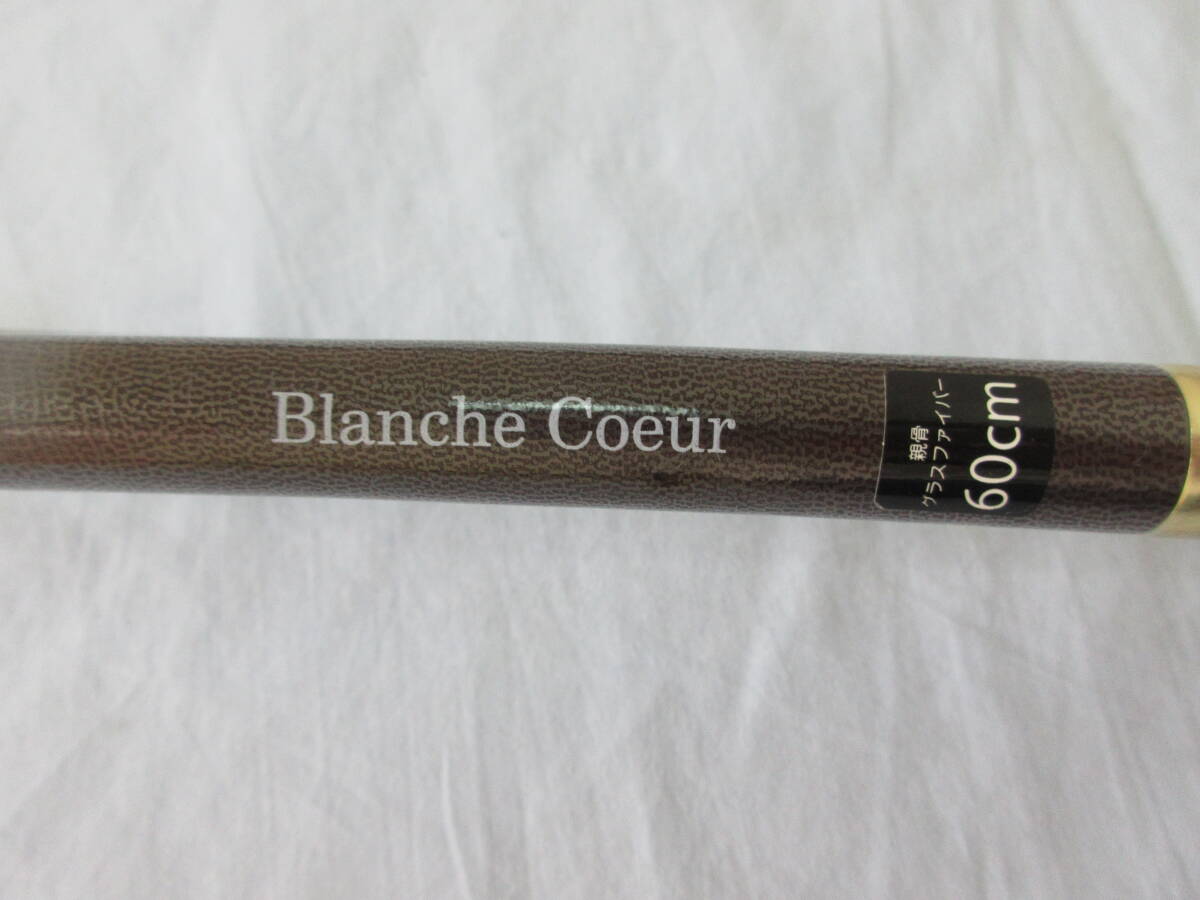 Blanche Coeur
親骨
グラスファイバー
60cm